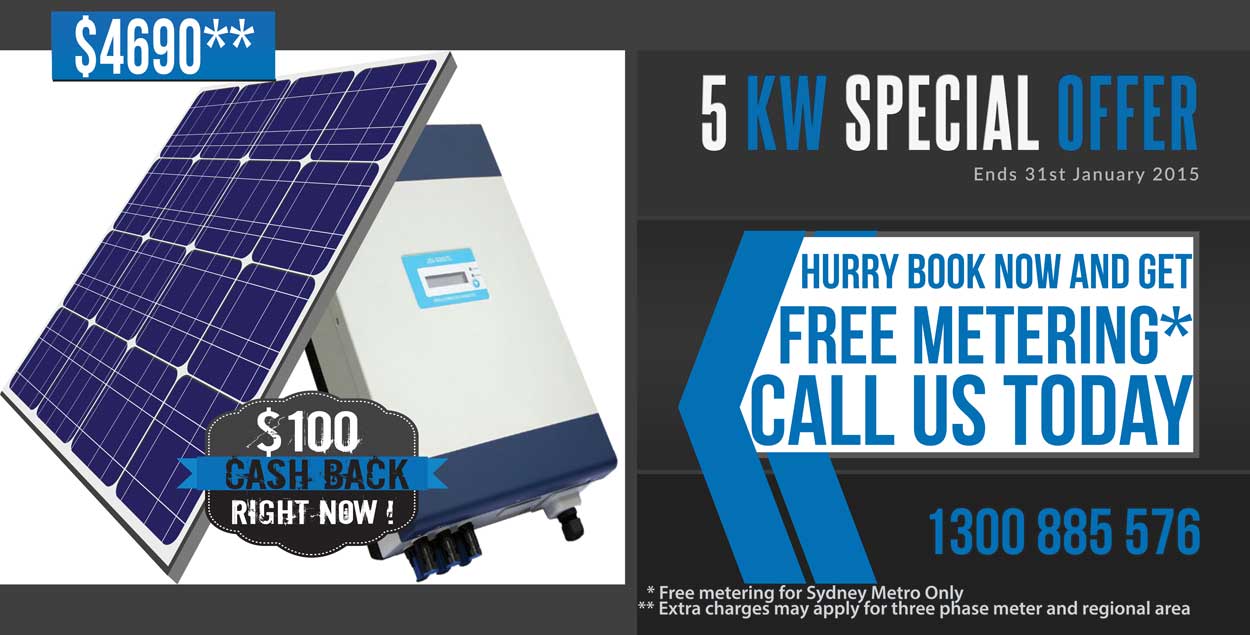 $4690**
5 KW SPECIAL OFFER
Ends 31st January 2015
HURRY BOOK NOW AND GET
FREE METERING*
CALL US TODAY
$100
CASH BACK
RIGHT NOW !
1300 885 576
* Free metering for Sydney Metro Only
** Extra charges may apply for three phase meter and regional area